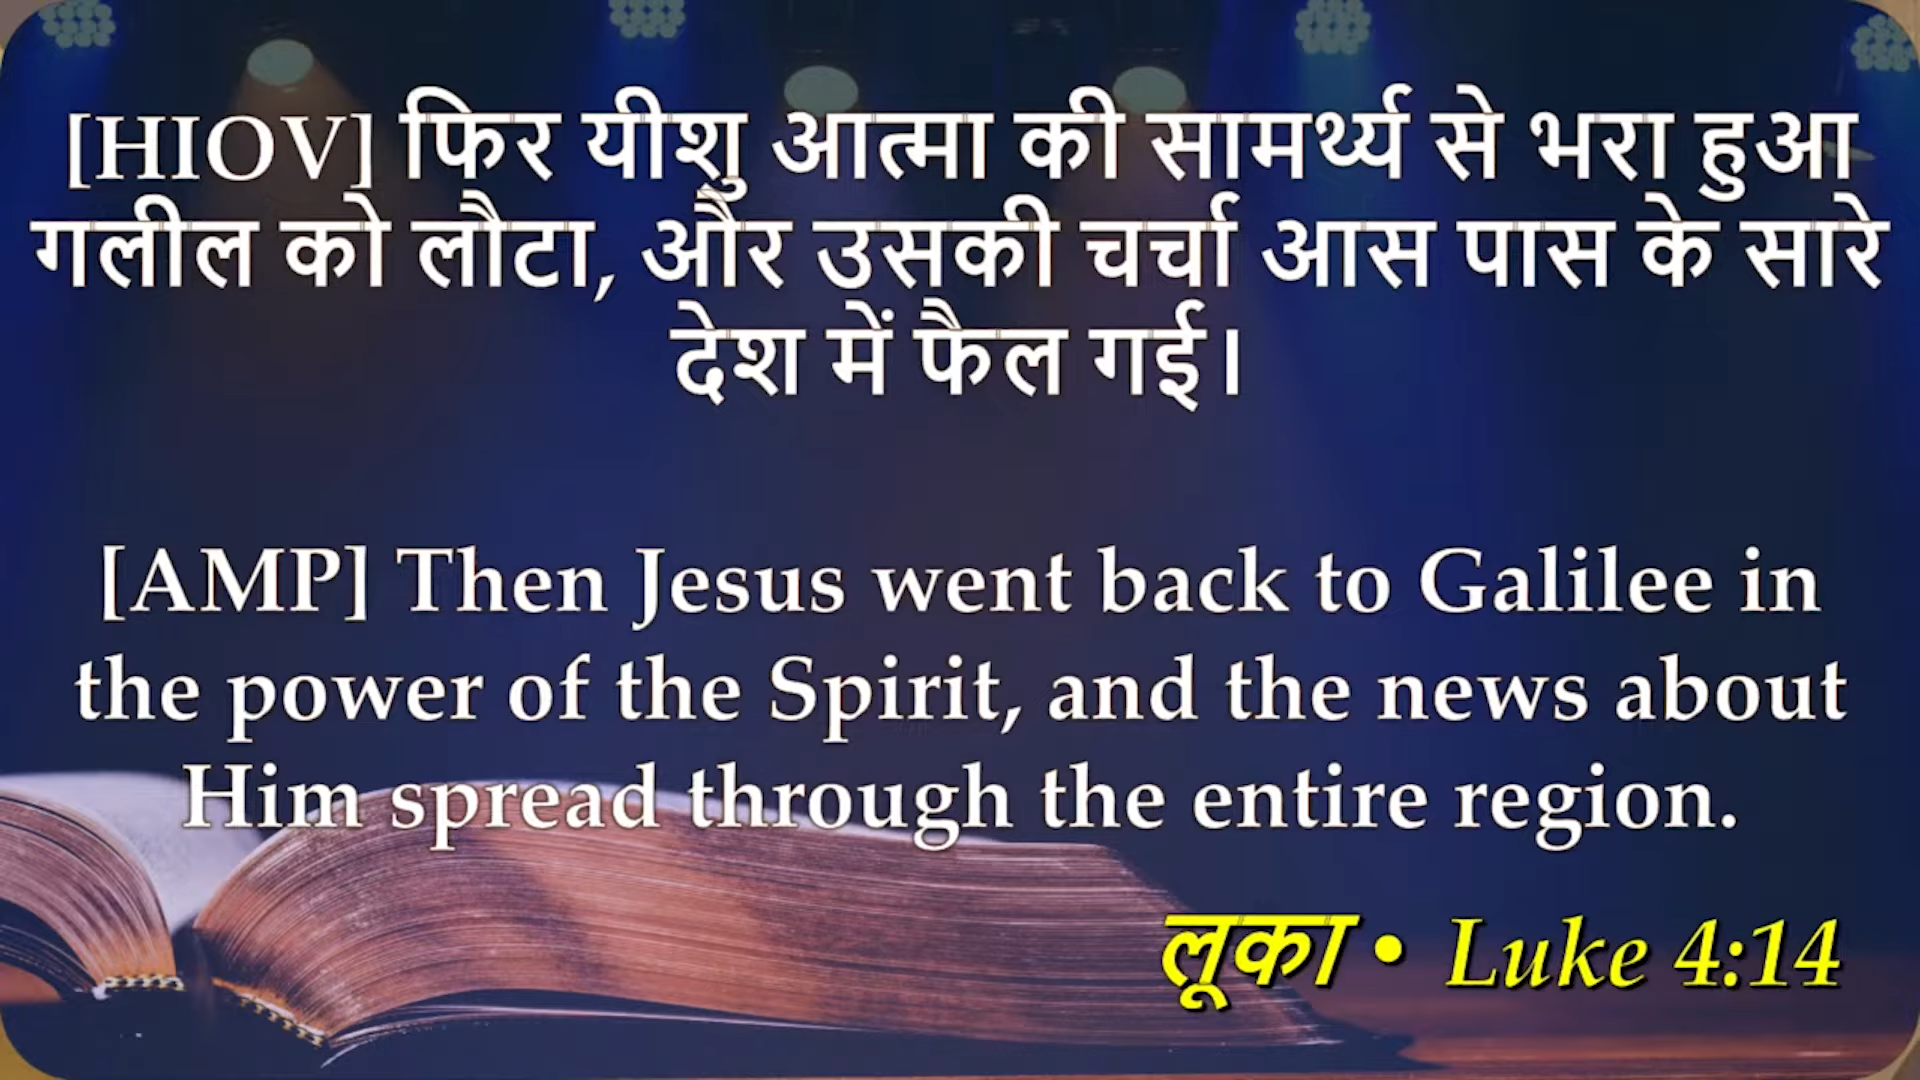 [HIOV] फिर यीशु आत्मा की सामर्थ्य से भरा हुआ
गलील को लौटा, और उसकी चर्चा आस पास के सारे
देश में फैल गई।
[AMP] Then Jesus went back to Galilee in
the power of the Spirit, and the news about
Him spread through the entire region.
लूका • Luke 4:14